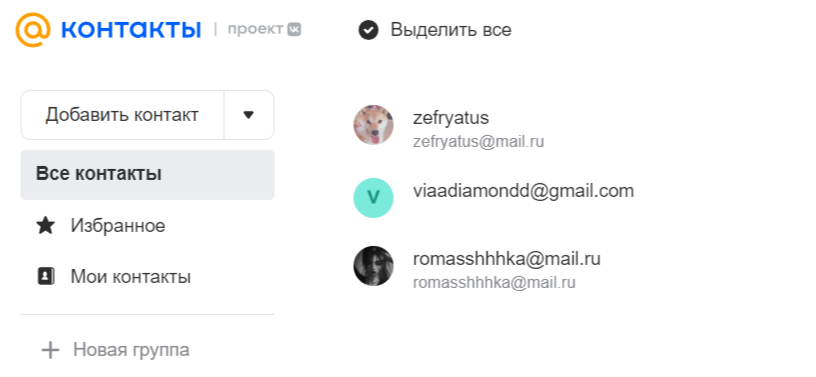 @ контакты | проект
Выделить все
Добавить контакт
Все контакты
Избранное
Мои контакты
Новая группа
zefryatus
zefryatus@mail.ru
V
viaadiamondd@gmail.com
romasshhhka@mail.ru
romasshhhka@mail.ru